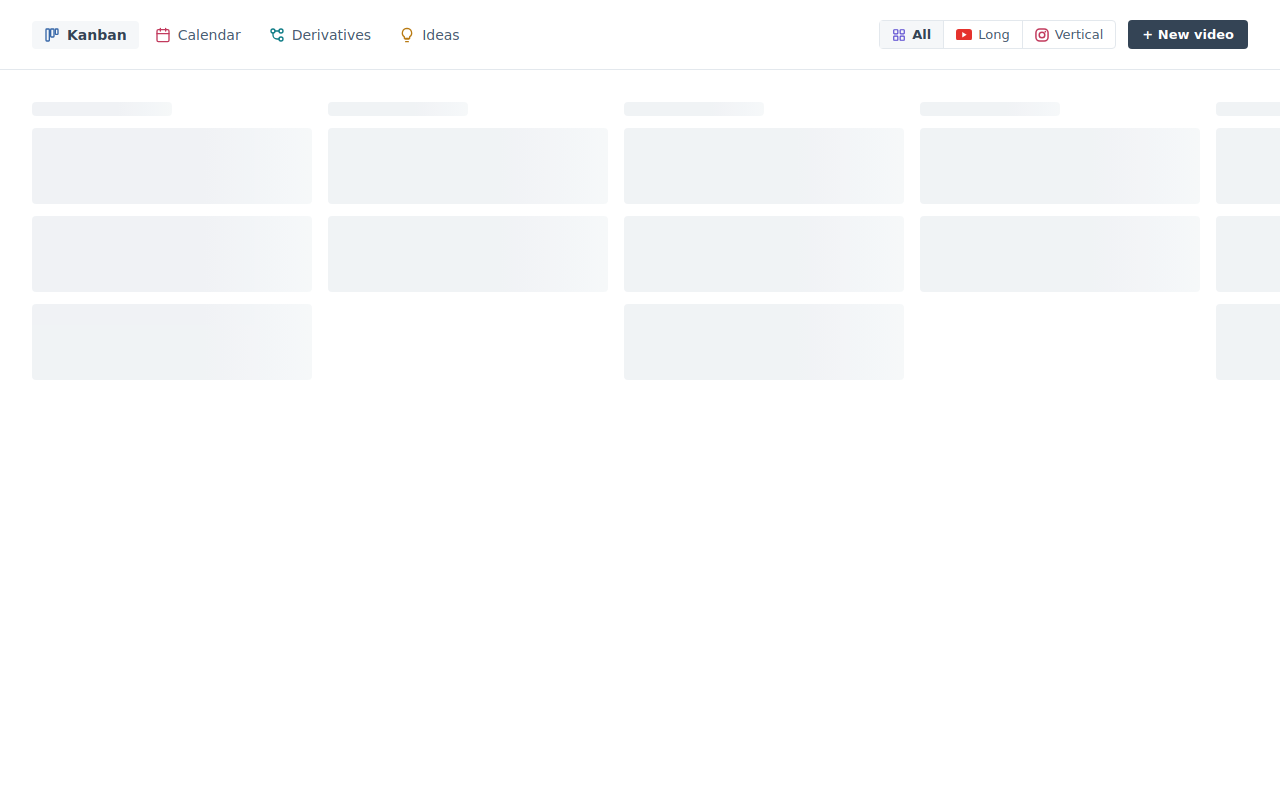 Kanban
Calendar
Derivatives
Ideas
All
Long
Vertical
+ New video